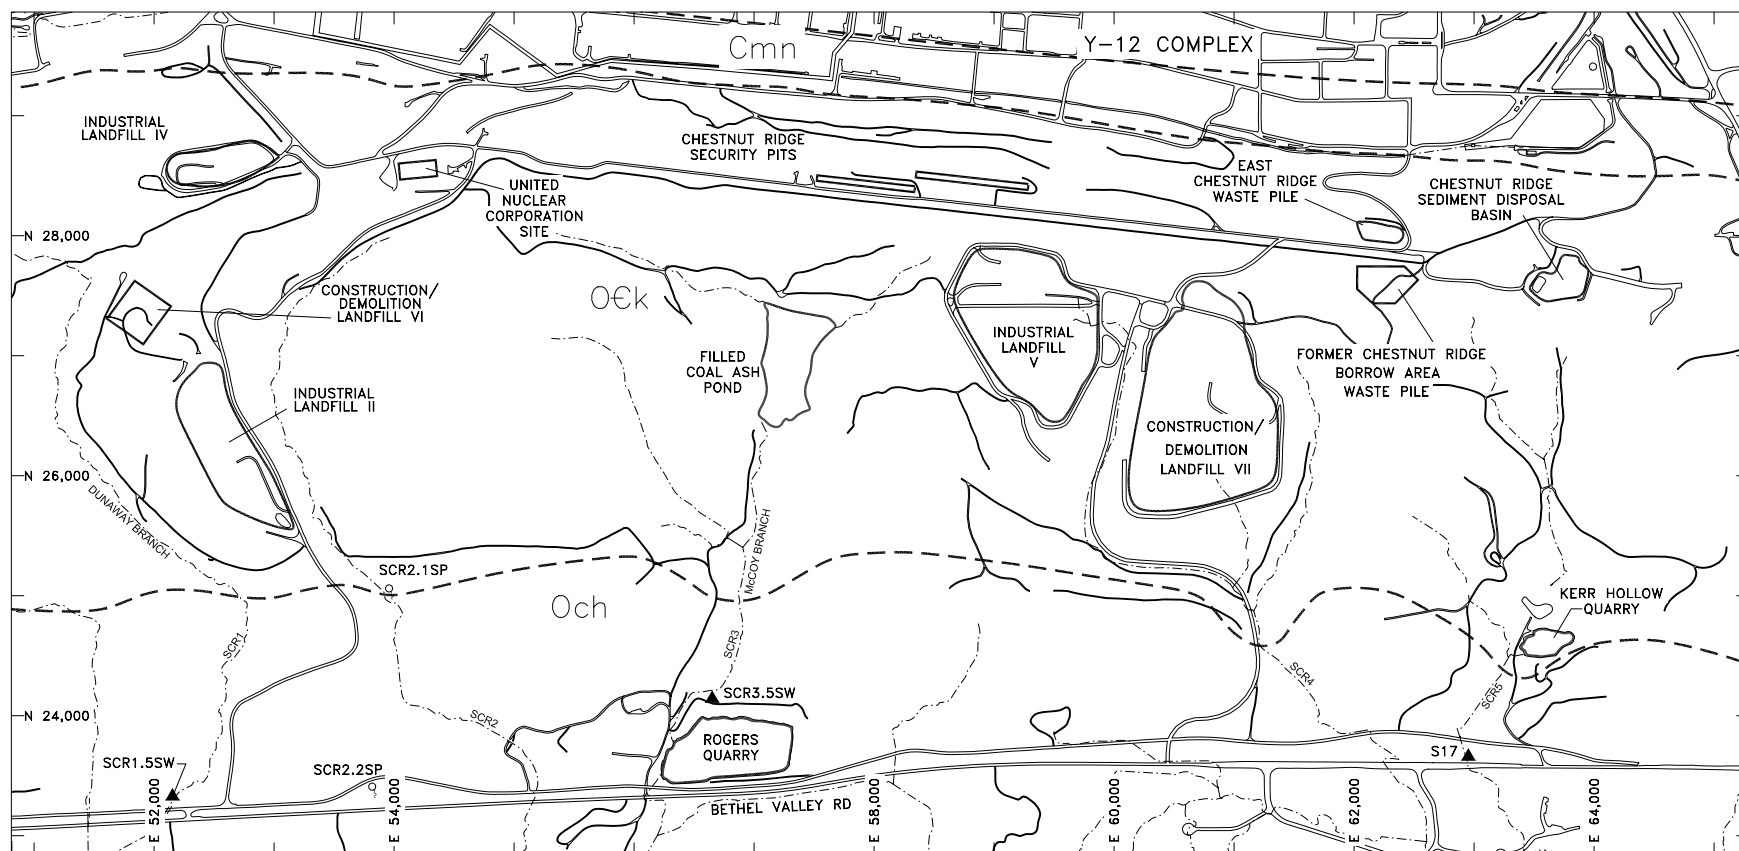 Cmn
Y-12 COMPLEX
INDUSTRIAL
LANDFILL IV
CHESTNUT RIDGE
SECURITY PITS
EAST
CHESTNUT RIDGE
WASTE PILE
CHESTNUT RIDGE
SEDIMENT DISPOSAL
BASIN
UNITED
NUCLEAR
CORPORATION
SITE
N 28,000
CONSTRUCTION/
DEMOLITION
LANDFILL VI
O€k
INDUSTRIAL
LANDFILL
V
FILLED
COAL ASH
POND
FORMER CHESTNUT RIDGE
BORROW AREA
WASTE PILE
INDUSTRIAL
LANDFILL II
CONSTRUCTION/
DEMOLITION
LANDFILL VII
N 26,000
DUNAWAY BRANCH
McCOY BRANCH
SCR2.1SP
Och
KERR HOLLOW
QUARRY
SCR1
SCR3
SCR4
SCR5
SCR3.5SW
SCR2
N 24,000
ROGERS
QUARRY
S17
SCR1.5SW
SCR2.2SP
BETHEL VALLEY RD
E 52,000
E 54,000
E 58,000
E 60,000
E 62,000
E 64,000